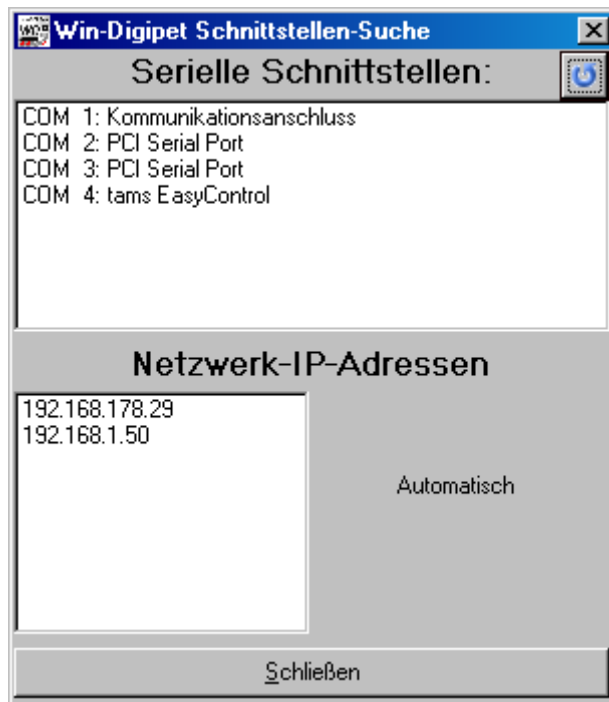 Win-Digipet Schnittstellen-Suche
Serielle Schnittstellen:
COM 1: Kommunikationsanschluss
COM 2: PCI Serial Port
COM 3: PCI Serial Port
COM 4: tams EasyControl
Netzwerk-IP-Adressen
192.168.178.29
192.168.1.50
Automatisch
Schließen